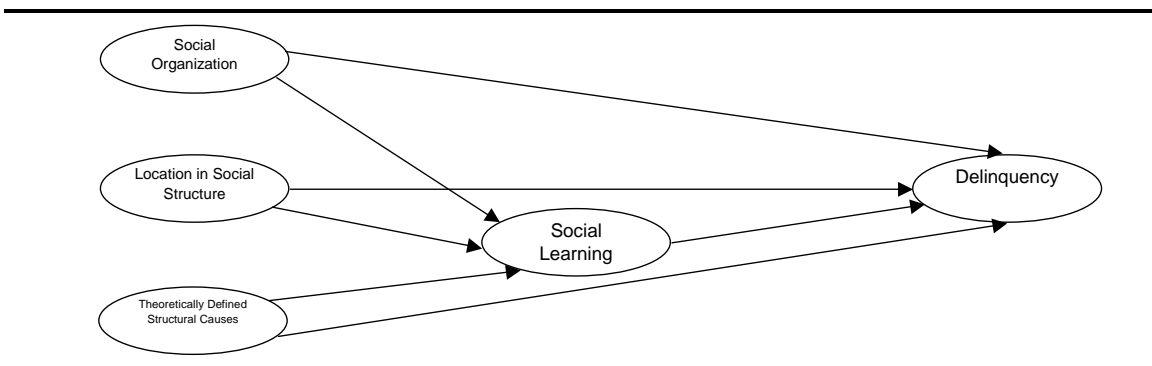 Social
Organization
Location in Social
Structure
Delinquency
Social
Learning
Theoretically Defined
Structural Causes